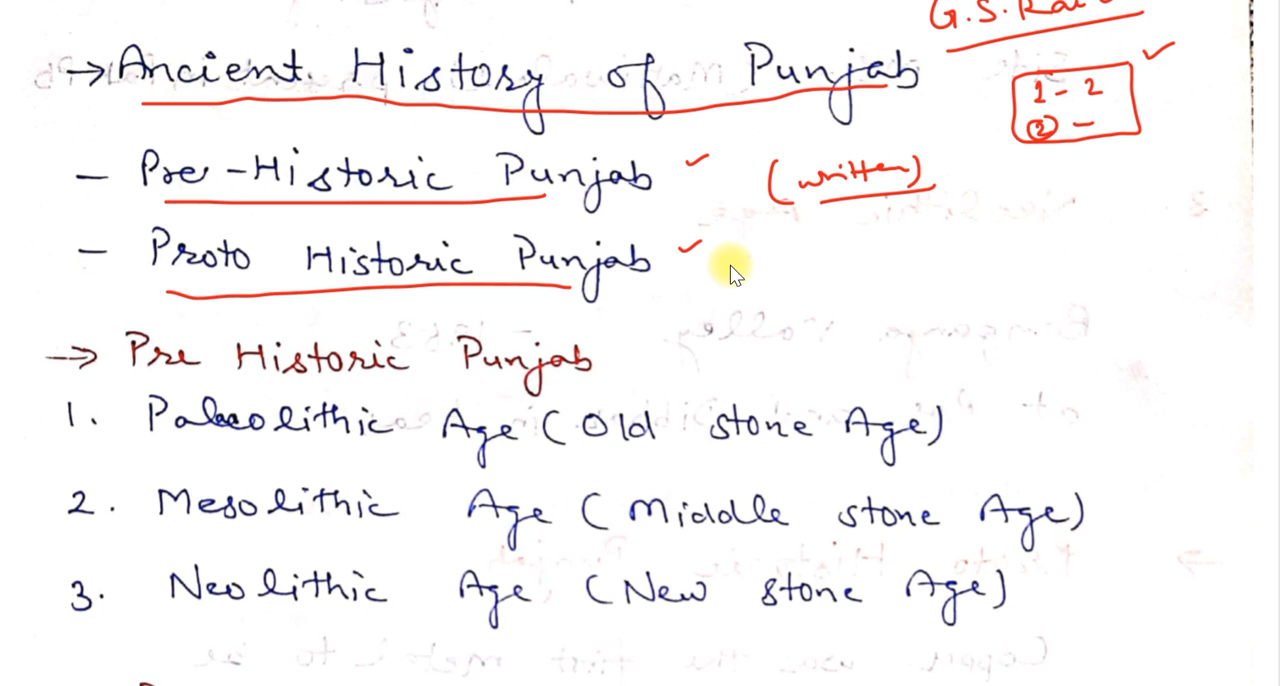 G.S.
→ Ancient History of Punjab
1 - 2
② -
- Pre-Historic Punjab ✓ (written)
- Proto Historic Punjab ✓
→ Pre Historic Punjab
1. Paleolithic Age (Old stone Age)
2. Mesolithic Age (Middle stone Age)
3. Neolithic Age (New stone Age)